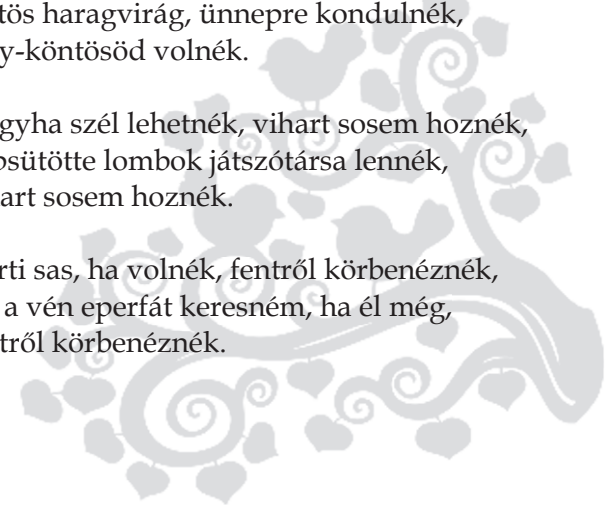 tös haragvirág, ünnepre kondulnék,
y-köntösöd volnék.
gyha szél lehetnék, vihart sosem hoznék,
psütötte lombok játszótársa lennék,
art sosem hoznék.
rti sas, ha volnék, fentről körbenéznék,
a vén eperfát keresném, ha él még,
tről körbenéznék.